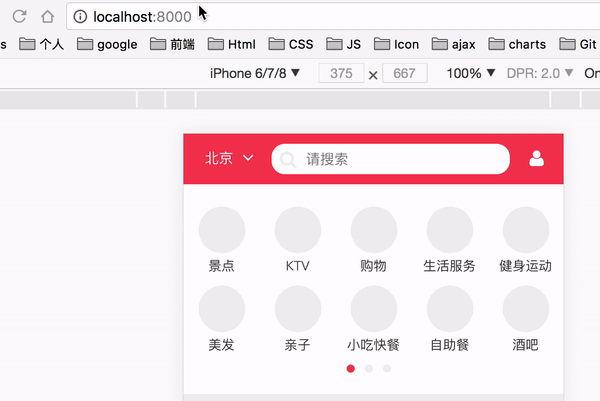 localhost:8000
s 个人 google 前端 Html CSS JS Icon ajax charts Git
iPhone 6/7/8 ▼ 375 × 667 100% ▼ DPR: 2.0 ▼ On
北京 请搜索
景点 KTV 购物 生活服务 健身运动
美发 亲子 小吃快餐 自助餐 酒吧